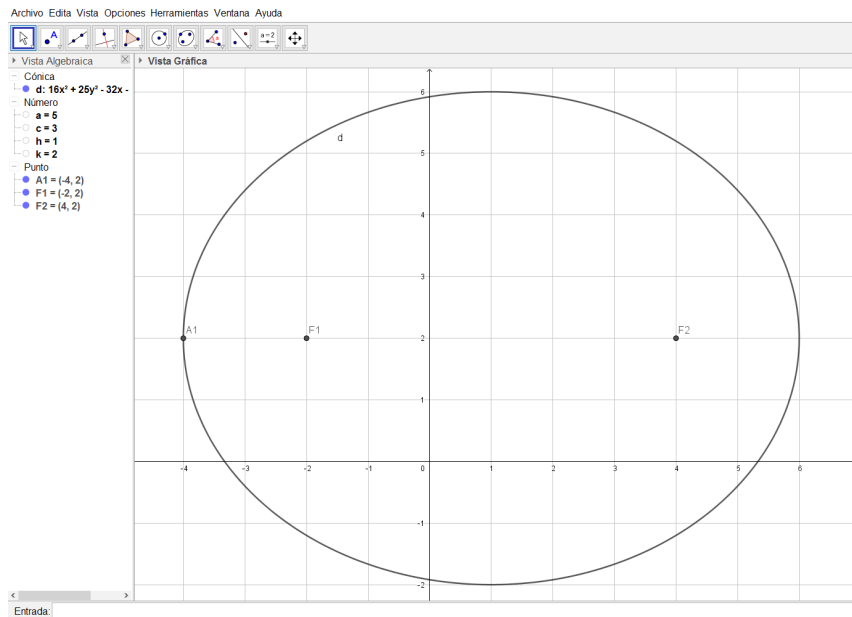 Archivo Edita Vista Opciones Herramientas Ventana Ayuda
A
a=2
Vista Algebraica
Vista Gráfica
Cónica
d: 16x² + 25y² - 32x -
Número
a = 5
c = 3
h = 1
k = 2
Punto
A1 = (-4, 2)
F1 = (-2, 2)
F2 = (4, 2)
6
d
5
4
3
A1
F1
2
F2
1
-4 -3 -2 -1 0 1 2 3 4 5 6
-1
-2
Entrada: